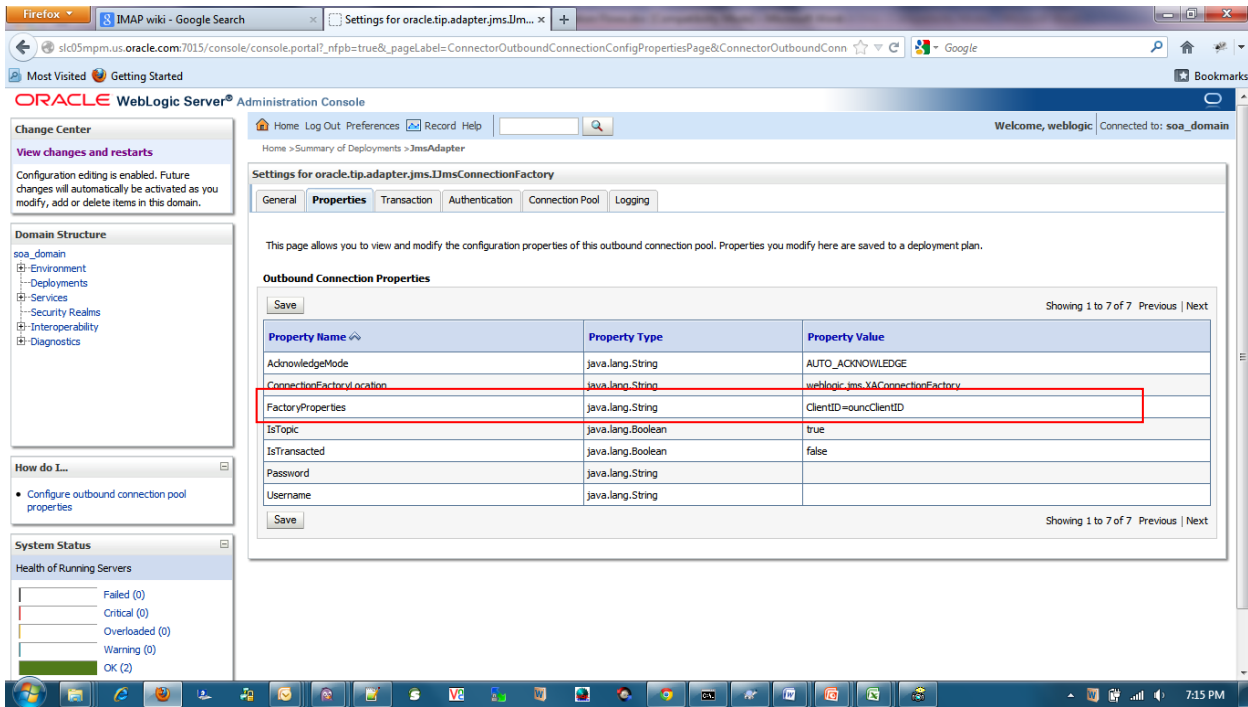 Firefox
IMAP wiki - Google Search
Settings for oracle.tip.adapter.jms.IJm...
slc05mpm.us.oracle.com:7015/console/console.portal?_nfpb=true&_pageLabel=ConnectorOutboundConnectionConfigPropertiesPage&ConnectorOutboundConn
Google
Most Visited Getting Started
Bookmarks
ORACLE WebLogic Server® Administration Console
Change Center
View changes and restarts
Configuration editing is enabled. Future
changes will automatically be activated as you
modify, add or delete items in this domain.
Domain Structure
soa_domain
Environment
Deployments
Services
Security Realms
Interoperability
Diagnostics
How do I...
Configure outbound connection pool
properties
System Status
Health of Running Servers
Failed (0)
Critical (0)
Overloaded (0)
Warning (0)
OK (2)
Home Log Out Preferences Record Help
Welcome, weblogic Connected to: soa_domain
Home >Summary of Deployments >JmsAdapter
Settings for oracle.tip.adapter.jms.IJmsConnectionFactory
General Properties Transaction Authentication Connection Pool Logging
This page allows you to view and modify the configuration properties of this outbound connection pool. Properties you modify here are saved to a deployment plan.
Outbound Connection Properties
Save Showing 1 to 7 of 7 Previous | Next
Property Name Property Type Property Value
AcknowledgeMode java.lang.String AUTO_ACKNOWLEDGE
ConnectionFactoryLocation java.lang.String weblogic.jms.XAConnectionFactory
FactoryProperties java.lang.String ClientID=ouncClientID
IsTopic java.lang.Boolean true
IsTransacted java.lang.Boolean false
Password java.lang.String
Username java.lang.String
Save Showing 1 to 7 of 7 Previous | Next
7:15 PM